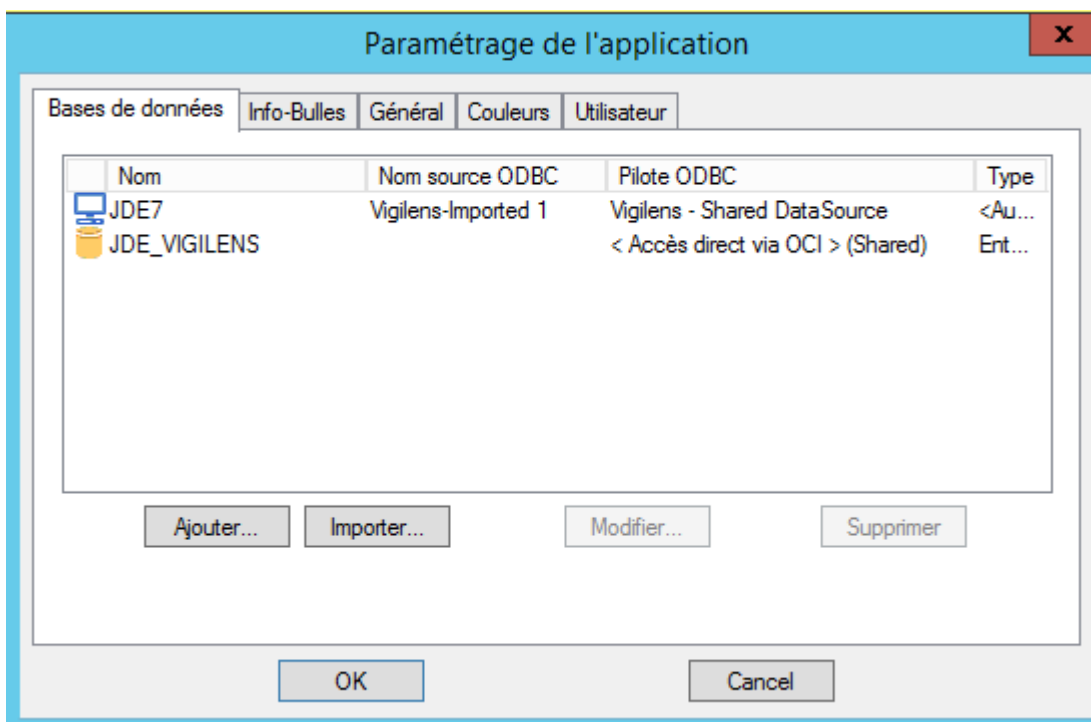 Paramétrage de l'application
x
Bases de données Info-Bulles Général Couleurs Utilisateur
Nom Nom source ODBC Pilote ODBC Type
JDE7 Vigilens-Imported 1 Vigilens - Shared DataSource <Au...
JDE_VIGILENS < Accès direct via OCI > (Shared) Ent...
Ajouter... Importer... Modifier... Supprimer
OK Cancel